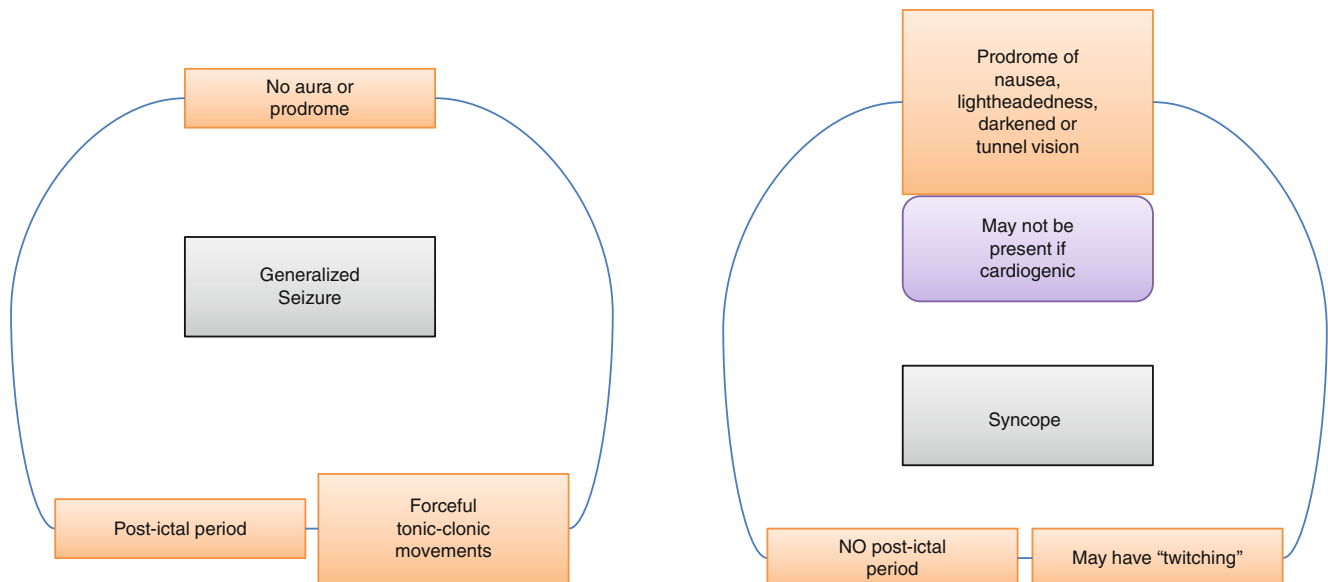 No aura or
prodrome
Generalized
Seizure
Post-ictal period
Forceful
tonic-clonic
movements
Prodrome of
nausea,
lightheadedness,
darkened or
tunnel vision
May not be
present if
cardiogenic
Syncope
NO post-ictal
period
May have “twitching”